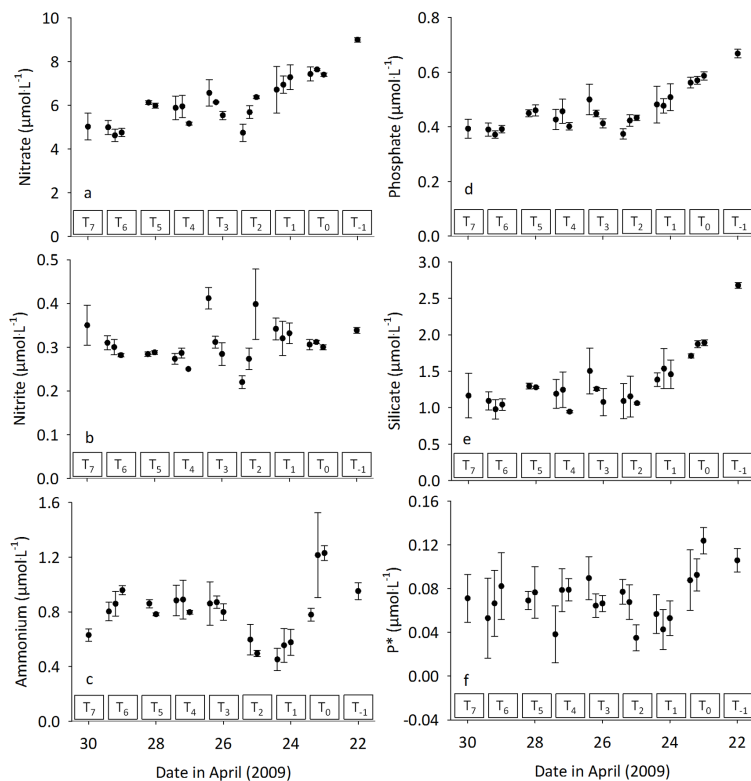 10
8
6
4
2
0
Nitrate (µmol·L⁻¹)
a
T₇ T₆ T₅ T₄ T₃ T₂ T₁ T₀ T₋₁
0.8
0.6
0.4
0.2
0.0
Phosphate (µmol·L⁻¹)
d
T₇ T₆ T₅ T₄ T₃ T₂ T₁ T₀ T₋₁
0.5
0.4
0.3
0.2
0.1
0.0
Nitrite (µmol·L⁻¹)
b
T₇ T₆ T₅ T₄ T₃ T₂ T₁ T₀ T₋₁
3.0
2.5
2.0
1.5
1.0
0.5
0.0
Silicate (µmol·L⁻¹)
e
T₇ T₆ T₅ T₄ T₃ T₂ T₁ T₀ T₋₁
1.6
1.2
0.8
0.4
0.0
Ammonium (µmol·L⁻¹)
c
T₇ T₆ T₅ T₄ T₃ T₂ T₁ T₀ T₋₁
30 28 26 24 22
Date in April (2009)
0.16
0.12
0.08
0.04
0.00
-0.04
P* (µmol·L⁻¹)
f
T₇ T₆ T₅ T₄ T₃ T₂ T₁ T₀ T₋₁
30 28 26 24 22
Date in April (2009)